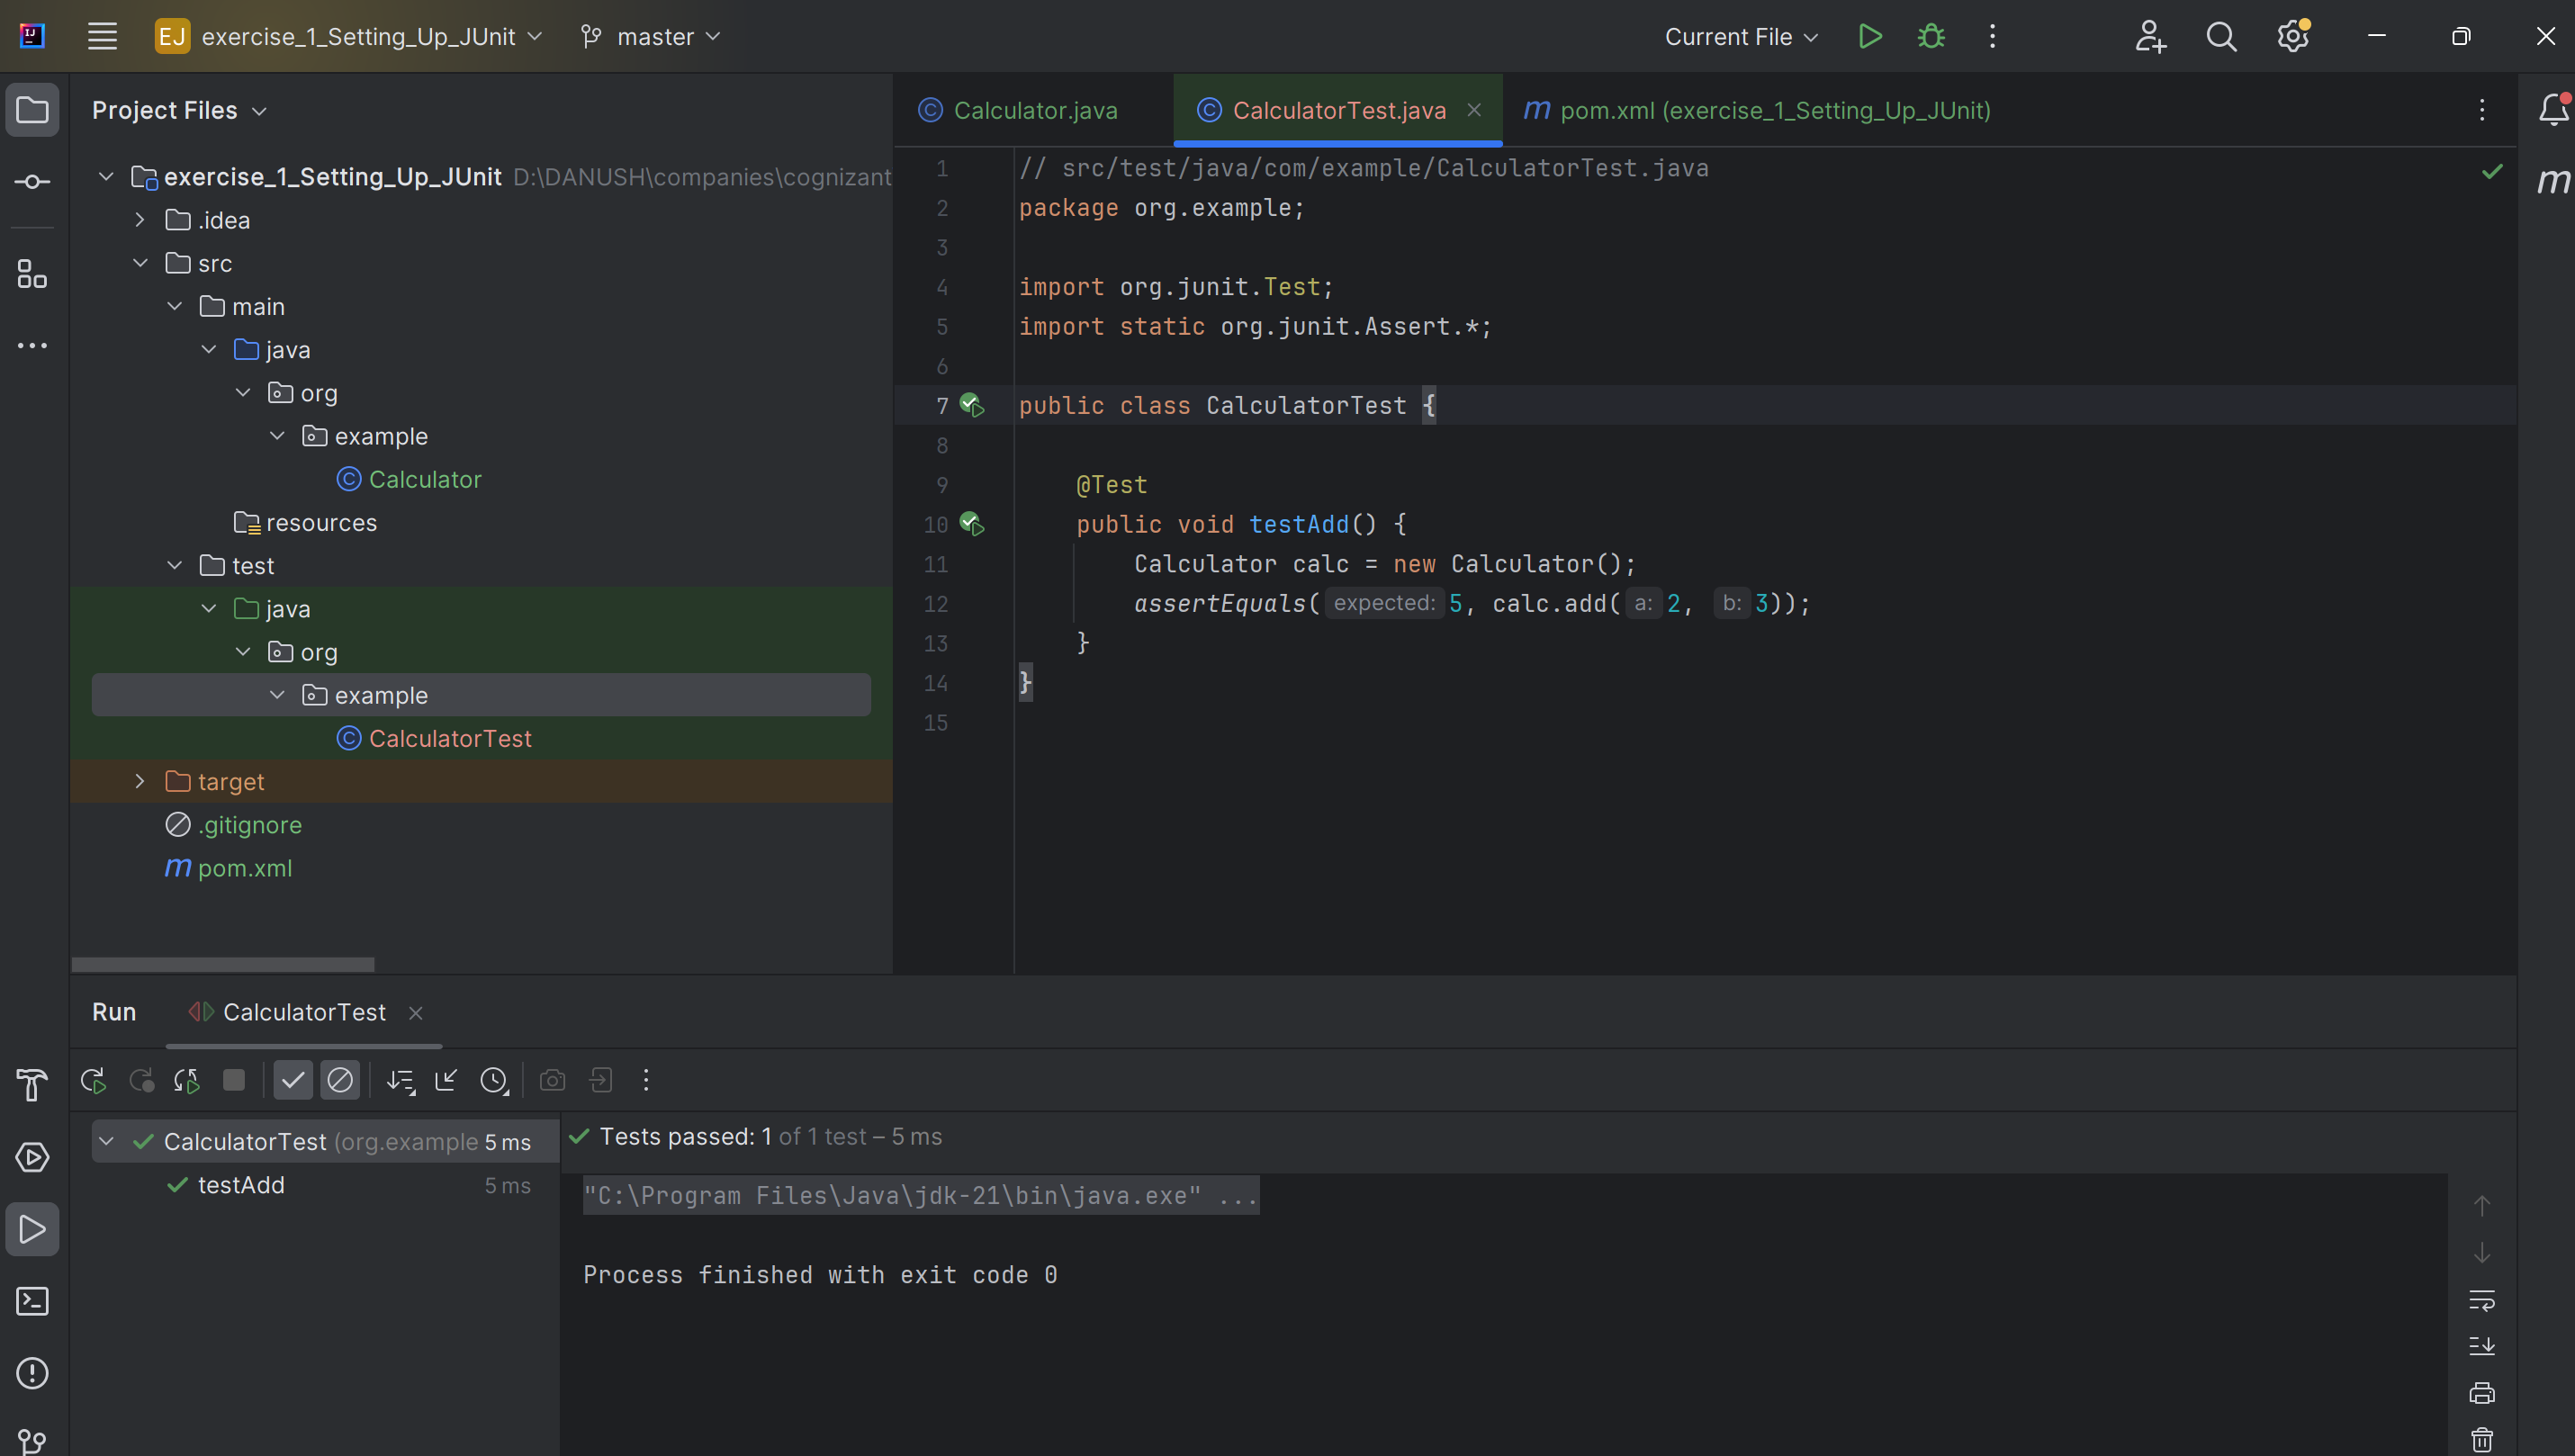 EJ exercise_1_Setting_Up_JUnit master Current File
Project Files
exercise_1_Setting_Up_JUnit D:\DANUSH\companies\cognizant
.idea
src
main
java
org
example
Calculator
resources
test
java
org
example
CalculatorTest
target
.gitignore
m pom.xml
Calculator.java CalculatorTest.java m pom.xml (exercise_1_Setting_Up_JUnit)
1 // src/test/java/com/example/CalculatorTest.java
2 package org.example;
3
4 import org.junit.Test;
5 import static org.junit.Assert.*;
6
7 public class CalculatorTest {
8
9 @Test
10 public void testAdd() {
11 Calculator calc = new Calculator();
12 assertEquals( expected: 5, calc.add( a: 2, b: 3));
13 }
14 }
15
m
Run CalculatorTest
CalculatorTest (org.example 5 ms
testAdd 5 ms
Tests passed: 1 of 1 test – 5 ms
"C:\Program Files\Java\jdk-21\bin\java.exe" ...
Process finished with exit code 0